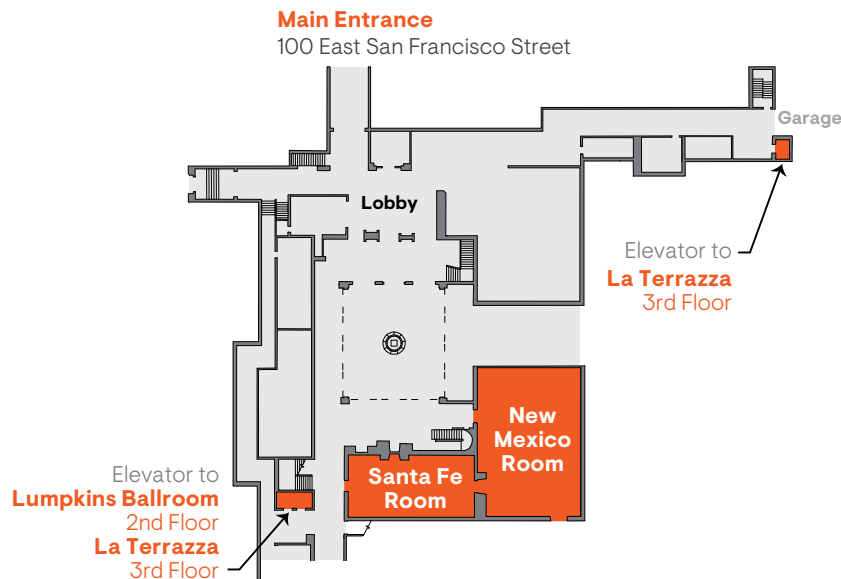 Main Entrance
100 East San Francisco Street
Garage
Lobby
Elevator to
La Terrazza
3rd Floor
New
Mexico
Room
Santa Fe
Room
Elevator to
Lumpkins Ballroom
2nd Floor
La Terrazza
3rd Floor